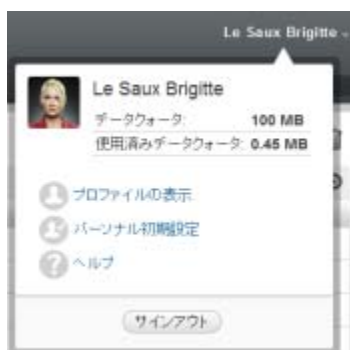 Le Saux Brigitte
Le Saux Brigitte
データクォータ: 100 MB
使用済みデータクォータ: 0.45 MB
プロファイルの表示
パーソナル初期設定
ヘルプ
サインアウト